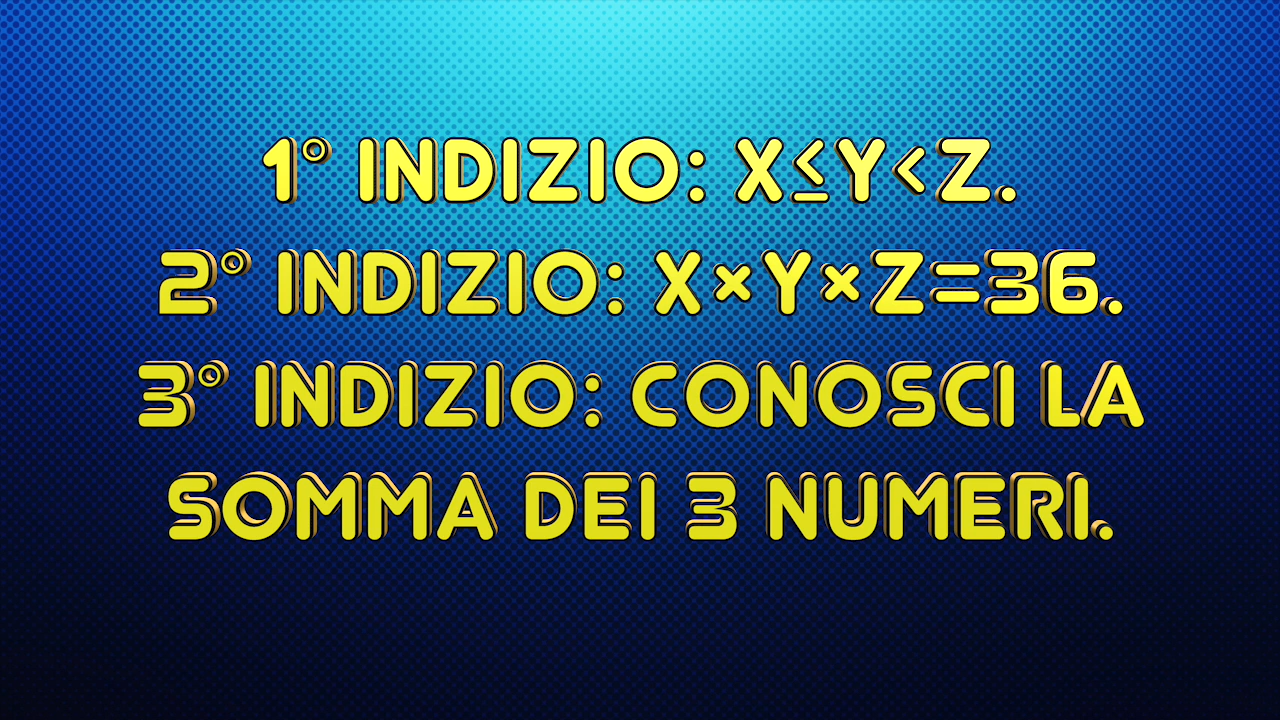 1° INDIZIO: X≤Y<Z.
2° INDIZIO: X×Y×Z=36.
3° INDIZIO: CONOSCI LA
SOMMA DEI 3 NUMERI.